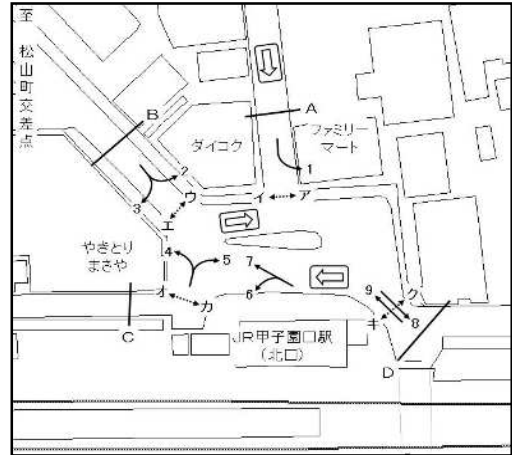 至
松山町交差点
B
A
ダイコク
ファミリー
マート
1
2
3
ウ
イ
ア
エ
4
5
7
やきとり
まさや
オ
カ
6
9
ク
8
キ
C
JR甲子園口駅
(北口)
D